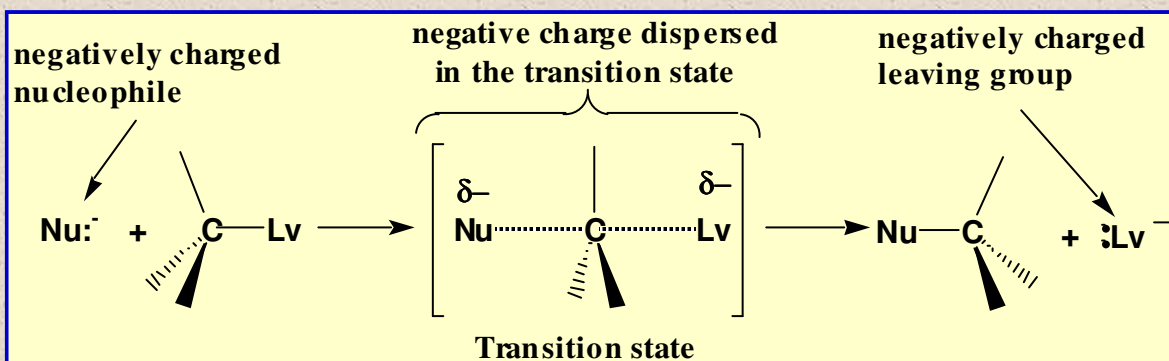 negatively charged
nucleophile
negative charge dispersed
in the transition state
negatively charged
leaving group
Nu:⁻ + C Lv
δ– δ–
Nu C Lv
Nu C + :Lv⁻
Transition state